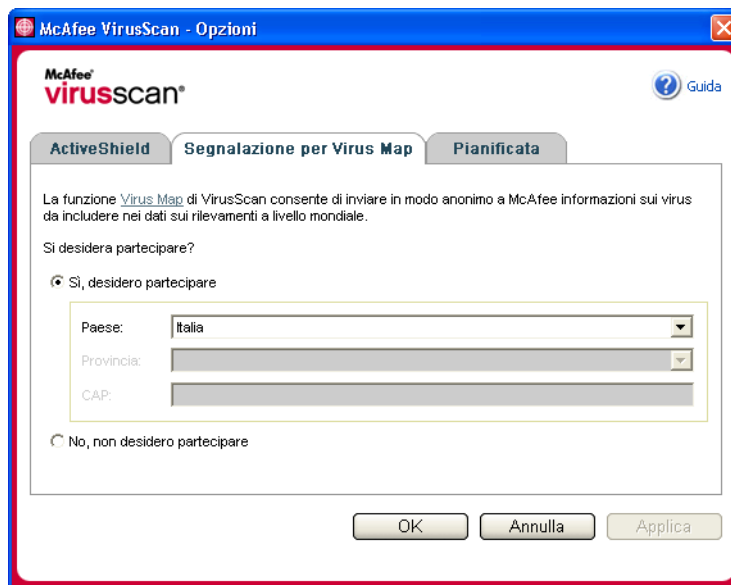 McAfee VirusScan - Opzioni
McAfee®
virusscan®
? Guida
ActiveShield Segnalazione per Virus Map Pianificata
La funzione Virus Map di VirusScan consente di inviare in modo anonimo a McAfee informazioni sui virus
da includere nei dati sui rilevamenti a livello mondiale.
Si desidera partecipare?
Sì, desidero partecipare
Paese: Italia
Provincia:
CAP:
No, non desidero partecipare
OK Annulla Applica